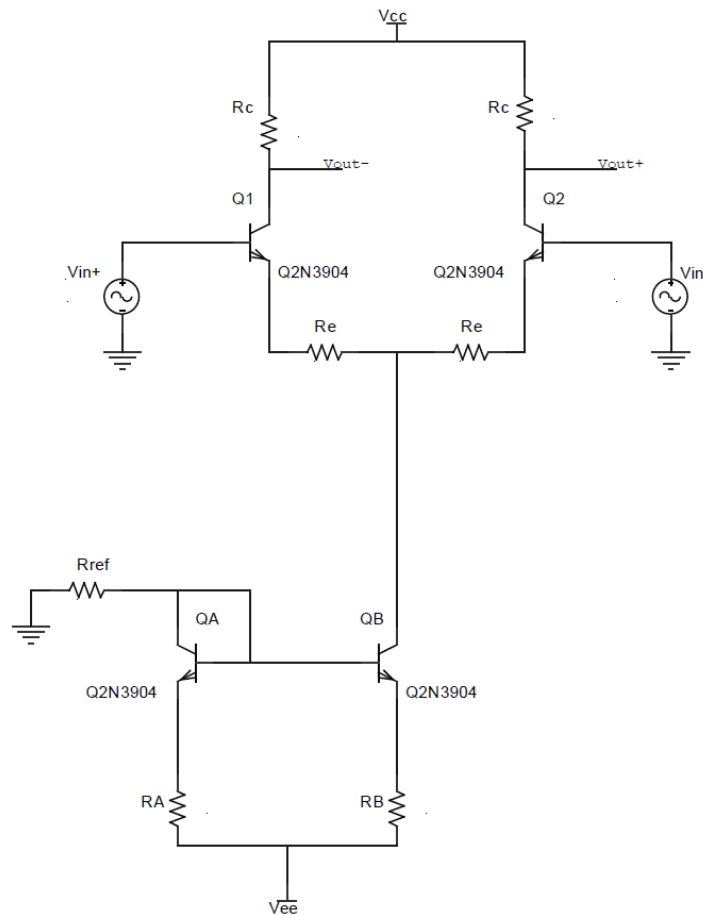 Vcc
Rc
Rc
Vout-
Vout+
Q1
Q2
Vin+
Q2N3904
Q2N3904
Vin
Re
Re
Rref
QA
QB
Q2N3904
Q2N3904
RA
RB
Vee